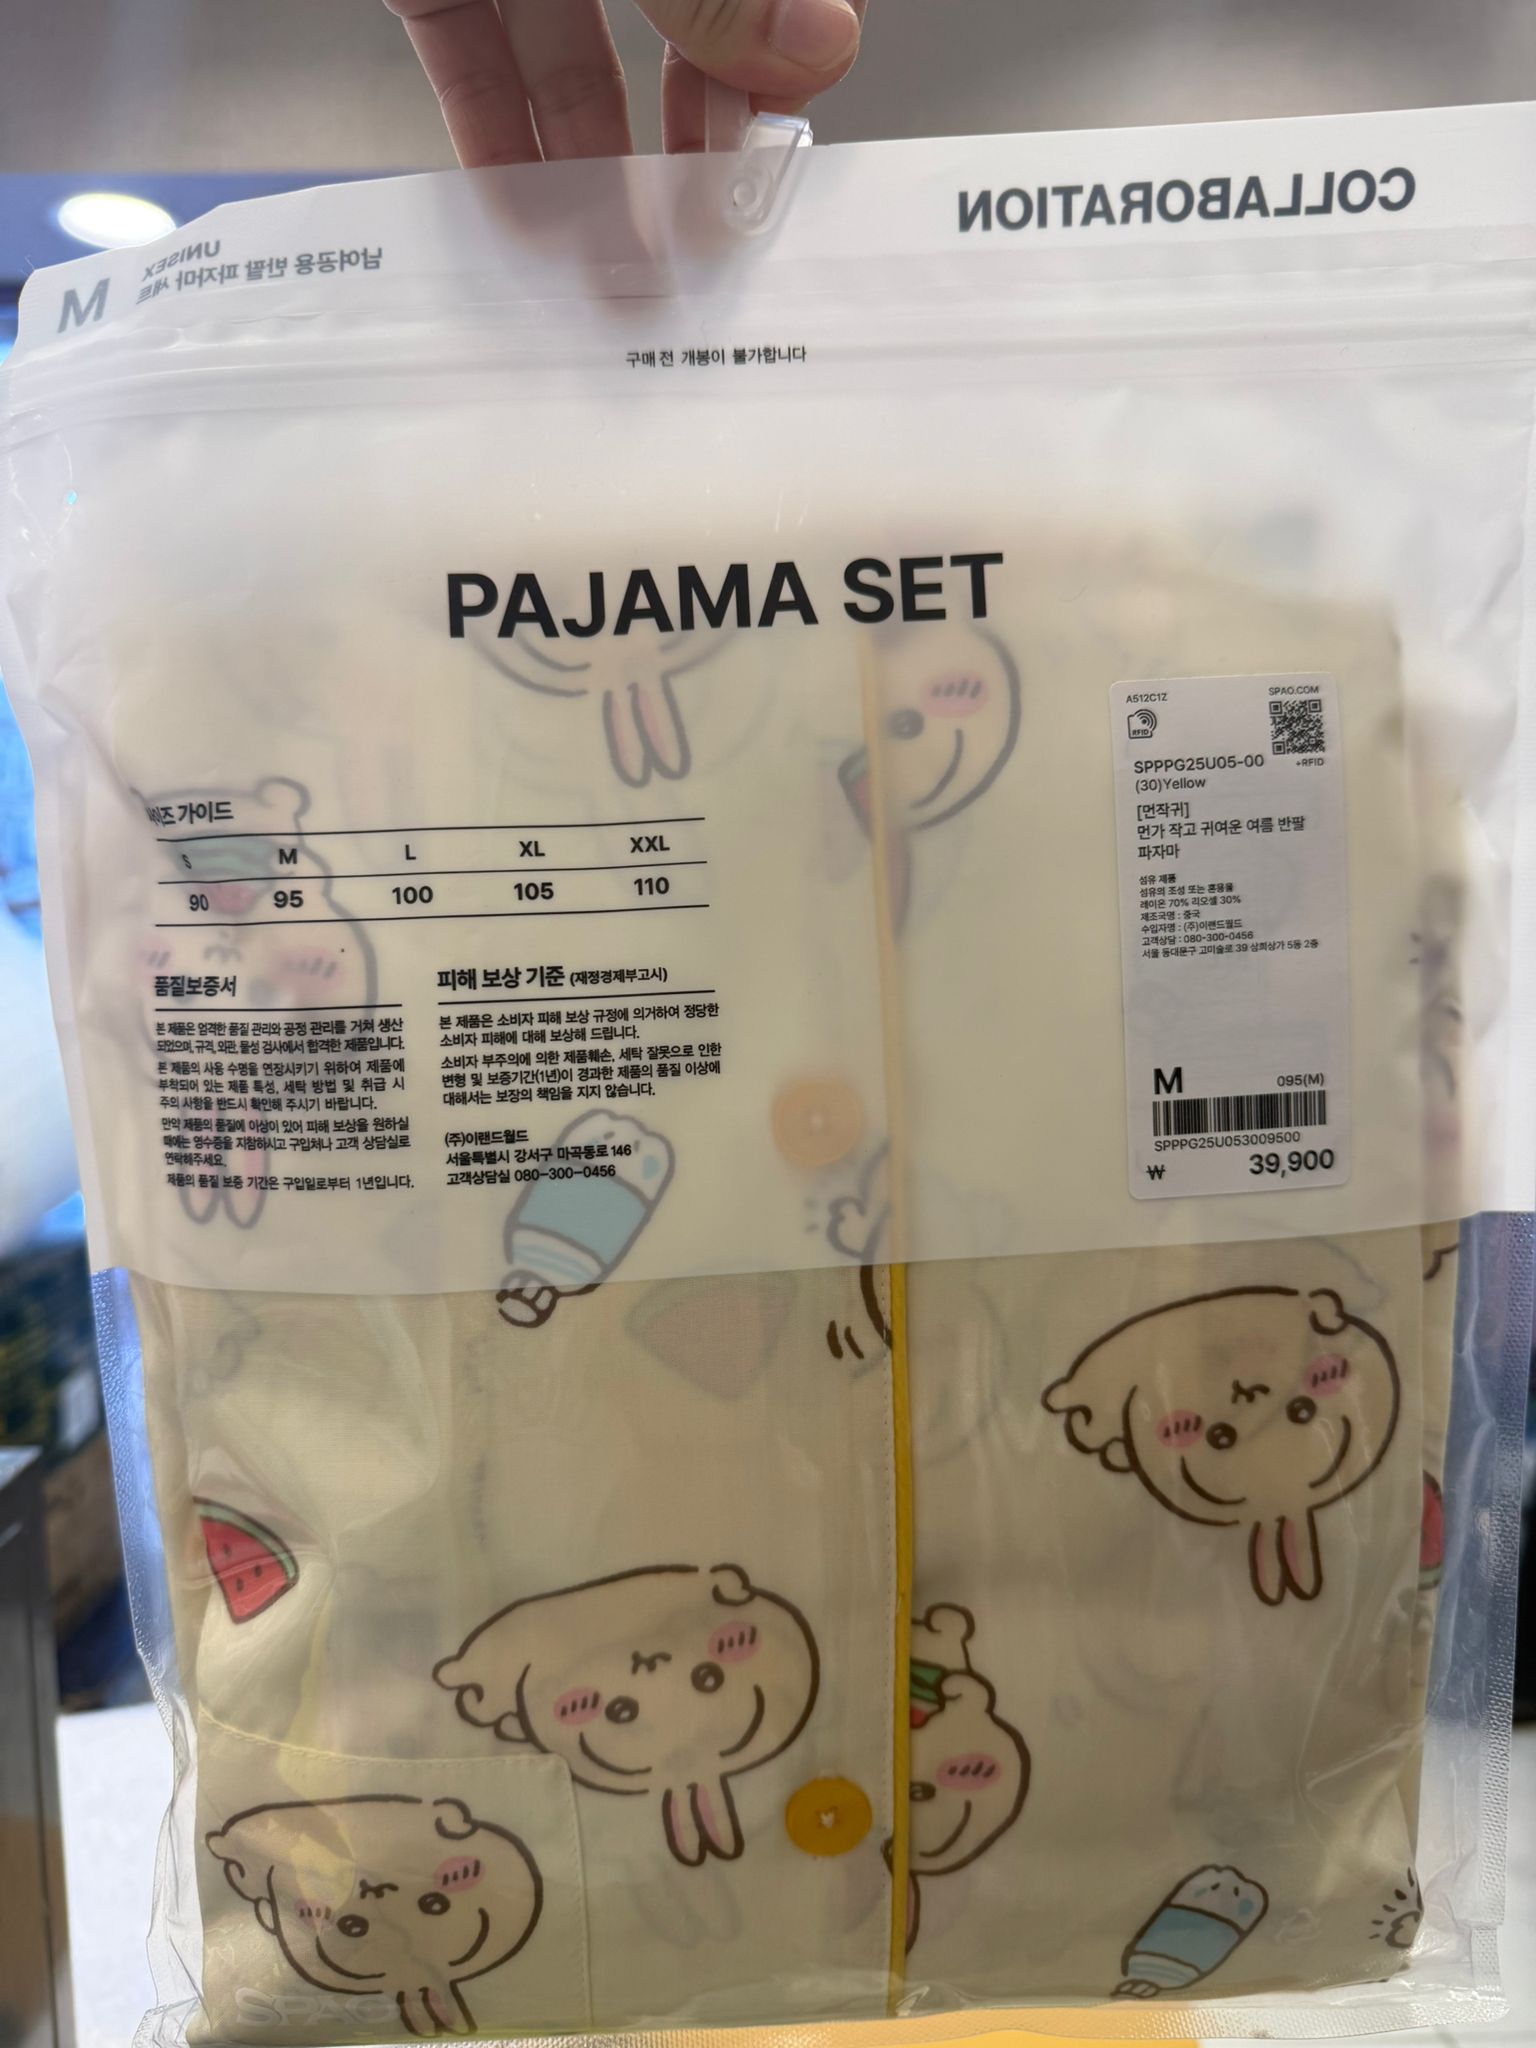 COLLABORATION
남여공용 반팔 파자마 세트
UNISEX
M
구매 전 개봉이 불가합니다
PAJAMA SET
사이즈 가이드
S M L XL XXL
90 95 100 105 110
품질보증서
본 제품은 엄격한 품질 관리와 공정 관리를 거쳐 생산
되었으며, 규격, 외관, 물성 검사에서 합격한 제품입니다.
본 제품의 사용 수명을 연장시키기 위하여 제품에
부착되어 있는 제품 특성, 세탁 방법 및 취급 시
주의 사항을 반드시 확인해 주시기 바랍니다.
만약 제품의 품질에 이상이 있어 피해 보상을 원하실
때에는 영수증을 지참하시고 구입처나 고객 상담실로
연락해주세요.
제품의 품질 보증 기간은 구입일로부터 1년입니다.
피해 보상 기준 (재정경제부고시)
본 제품은 소비자 피해 보상 규정에 의거하여 정당한
소비자 피해에 대해 보상해 드립니다.
소비자 부주의에 의한 제품훼손, 세탁 잘못으로 인한
변형 및 보증기간(1년)이 경과한 제품의 품질 이상에
대해서는 보장의 책임을 지지 않습니다.
(주)이랜드월드
서울특별시 강서구 마곡동로 146
고객상담실 080-300-0456
A512C1Z
SPAO.COM
RFID
+RFID
SPPPG25U05-00
(30)Yellow
[먼작귀]
먼가 작고 귀여운 여름 반팔
파자마
섬유 제품
섬유의 조성 또는 혼용율
레이온 70% 리오셀 30%
제조국명 : 중국
수입자명 : (주)이랜드월드
고객상담 : 080-300-0456
서울 동대문구 고미술로 39 삼희상가 5동 2층
M 095(M)
SPPPG25U053009500
₩ 39,900
SPAO